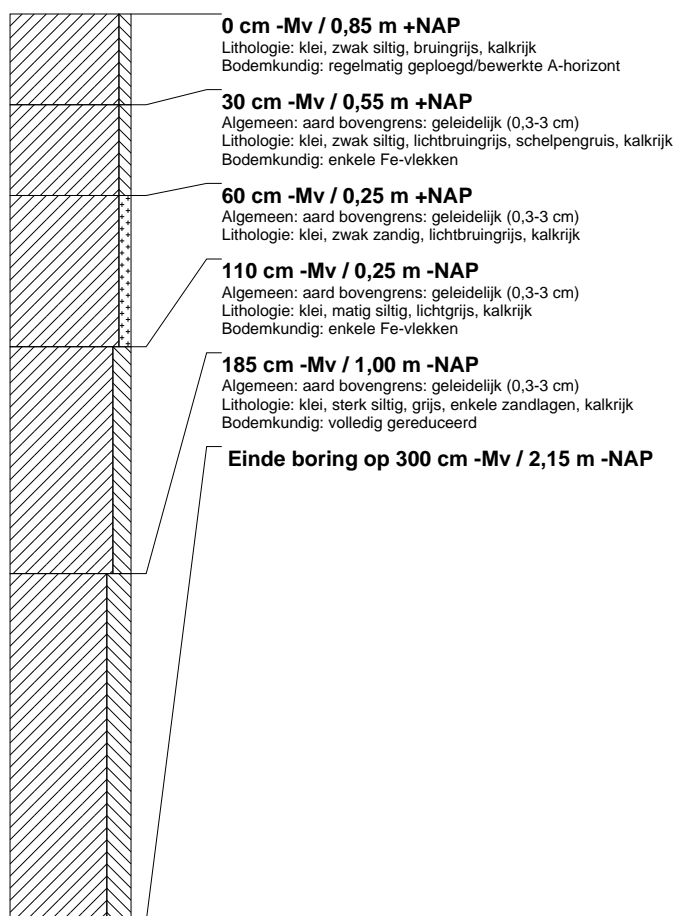 0 cm -Mv / 0,85 m +NAP
Lithologie: klei, zwak siltig, bruingrijs, kalkrijk
Bodemkundig: regelmatig geploegd/bewerkte A-horizont
30 cm -Mv / 0,55 m +NAP
Algemeen: aard bovengrens: geleidelijk (0,3-3 cm)
Lithologie: klei, zwak siltig, lichtbruingrijs, schelpengruis, kalkrijk
Bodemkundig: enkele Fe-vlekken
60 cm -Mv / 0,25 m +NAP
Algemeen: aard bovengrens: geleidelijk (0,3-3 cm)
Lithologie: klei, zwak zandig, lichtbruingrijs, kalkrijk
110 cm -Mv / 0,25 m -NAP
Algemeen: aard bovengrens: geleidelijk (0,3-3 cm)
Lithologie: klei, matig siltig, lichtgrijs, kalkrijk
Bodemkundig: enkele Fe-vlekken
185 cm -Mv / 1,00 m -NAP
Algemeen: aard bovengrens: geleidelijk (0,3-3 cm)
Lithologie: klei, sterk siltig, grijs, enkele zandlagen, kalkrijk
Bodemkundig: volledig gereduceerd
Einde boring op 300 cm -Mv / 2,15 m -NAP